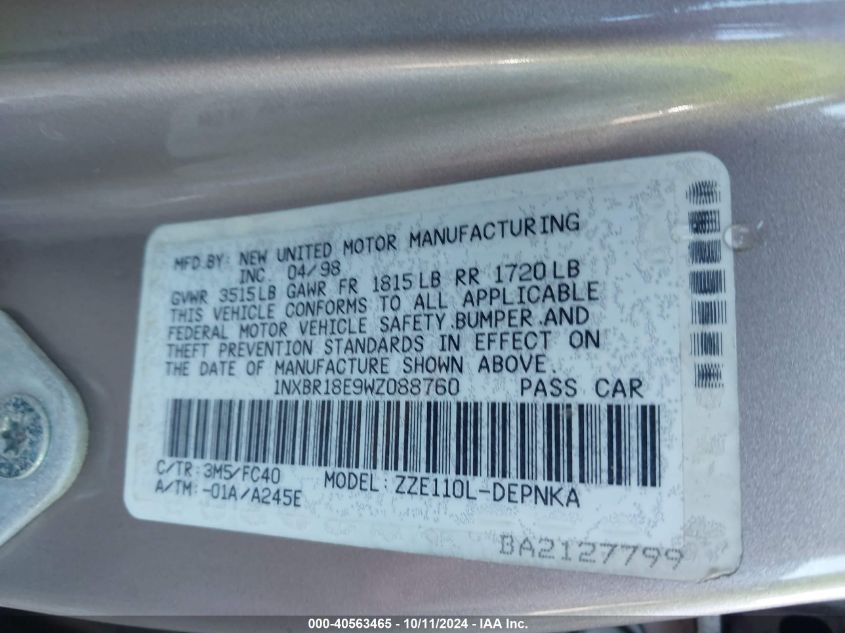 MFD.BY: NEW UNITED MOTOR MANUFACTURING
INC 04/98
GVWR 3515LB GAWR FR 1815LB RR 1720LB
THIS VEHICLE CONFORMS TO ALL APPLICABLE
FEDERAL MOTOR VEHICLE SAFETY.BUMPER.AND
THEFT PREVENTION STANDARDS IN EFFECT ON
THE DATE OF MANUFACTURE SHOWN ABOVE.
1NXBR18E9WZ088760 PASS CAR
C/TR:3M5/FC40 MODEL:ZZE110L-DEPNKA
A/TM:-01A/A245E
BA2127799
000-40563465 - 10/11/2024 - IAA Inc.